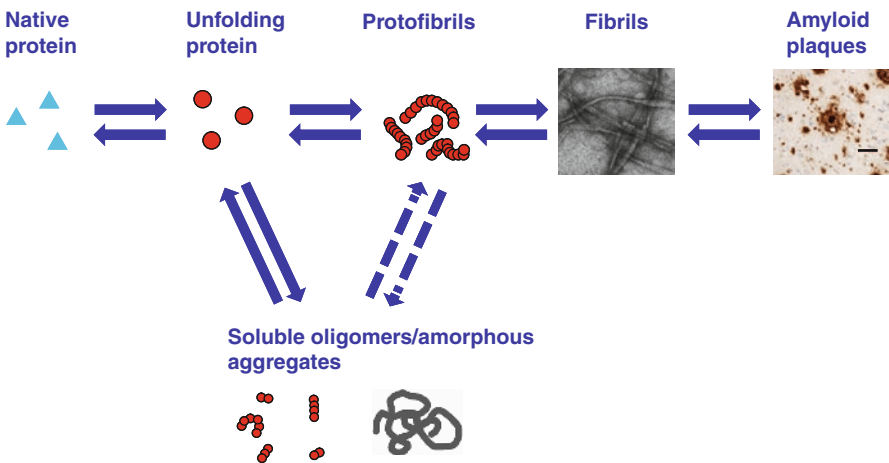 Native
protein
Unfolding
protein
Protofibrils
Fibrils
Amyloid
plaques
Soluble oligomers/amorphous
aggregates